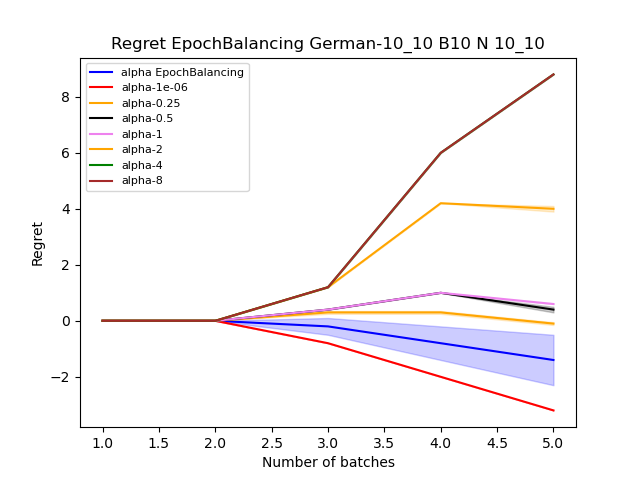 Regret EpochBalancing German-10_10 B10 N 10_10
alpha EpochBalancing
alpha-1e-06
alpha-0.25
alpha-0.5
alpha-1
alpha-2
alpha-4
alpha-8
8
6
4
2
0
−2
Regret
1.0 1.5 2.0 2.5 3.0 3.5 4.0 4.5 5.0
Number of batches